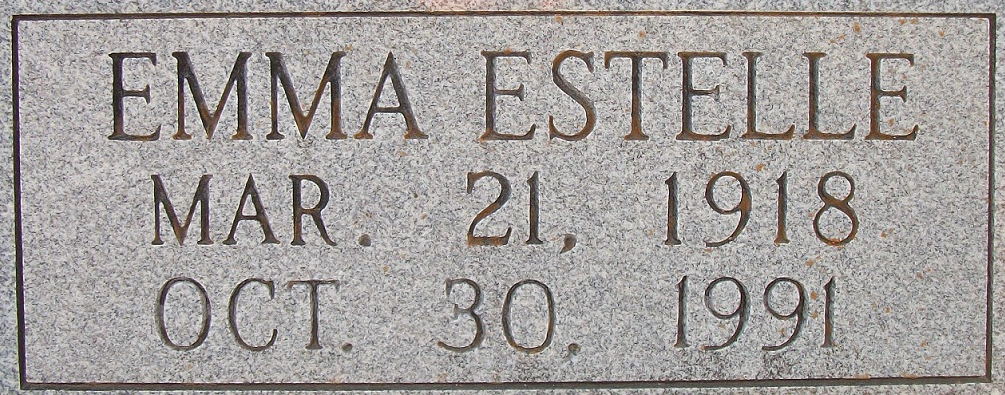 EMMA ESTELLE
MAR. 21, 1918
OCT. 30, 1991